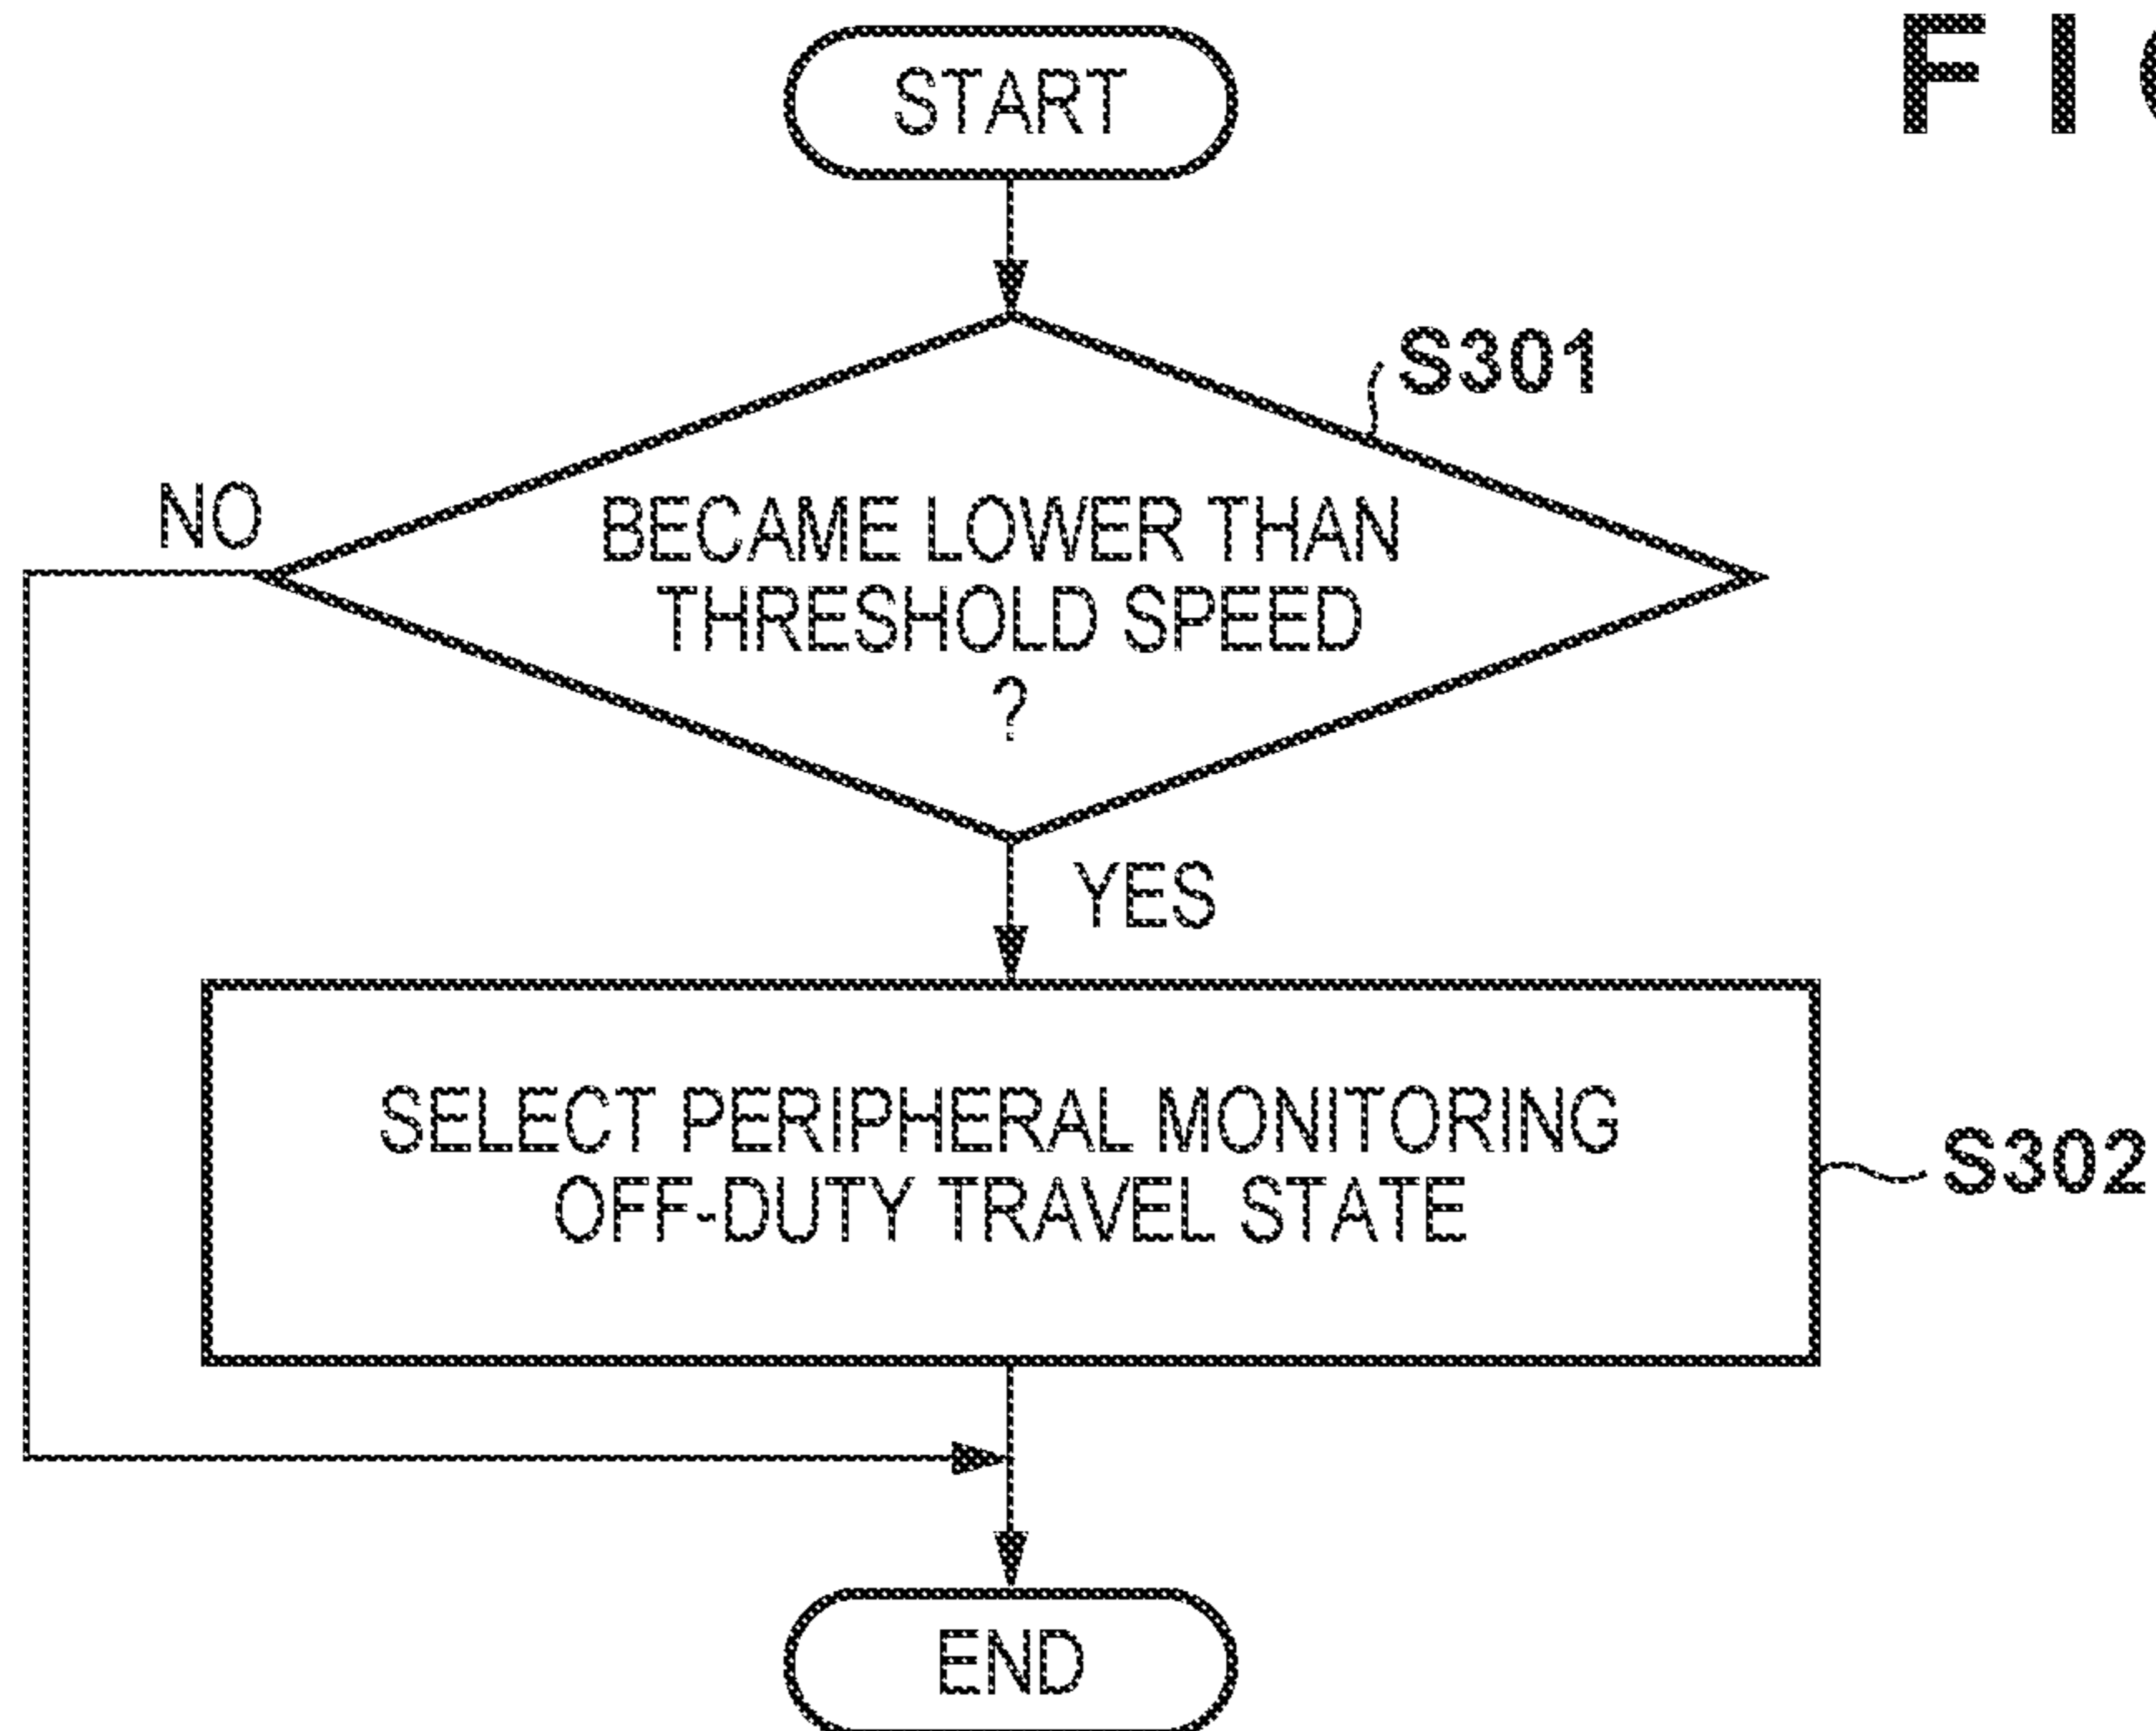 START
F I
S301
NO
BECAME LOWER THAN
THRESHOLD SPEED
?
YES
SELECT PERIPHERAL MONITORING
OFF-DUTY TRAVEL STATE
S302
END